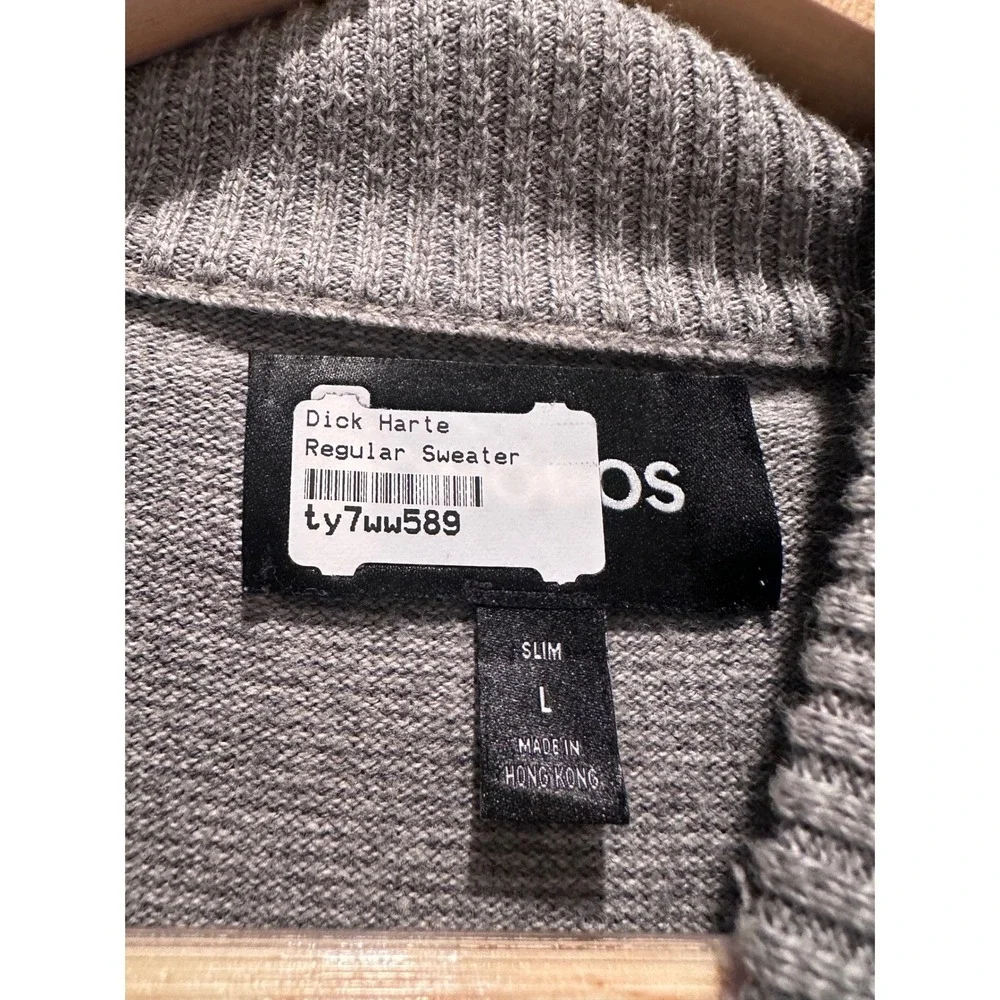 Dick Harte
Regular Sweater
ty7ww589
OS
SLIM
L
MADE IN
HONG KONG